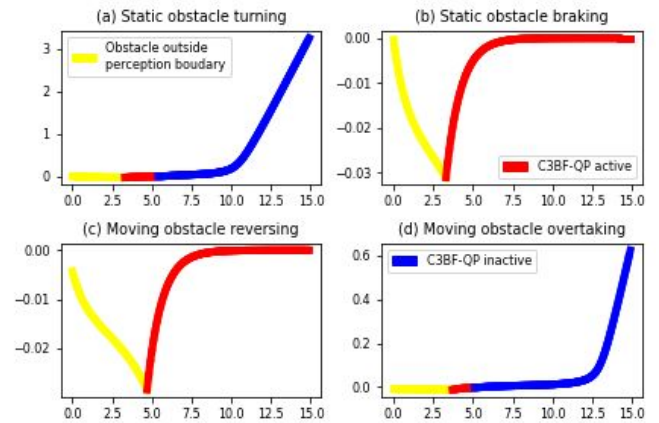 (a) Static obstacle turning
(b) Static obstacle braking
3
2
1
0
Obstacle outside
perception boudary
0.0 2.5 5.0 7.5 10.0 12.5 15.0
0.00
−0.01
−0.02
−0.03
C3BF-QP active
0.0 2.5 5.0 7.5 10.0 12.5 15.0
(c) Moving obstacle reversing
(d) Moving obstacle overtaking
0.00
−0.01
−0.02
0.0 2.5 5.0 7.5 10.0 12.5 15.0
0.6
0.4
0.2
0.0
C3BF-QP inactive
0.0 2.5 5.0 7.5 10.0 12.5 15.0